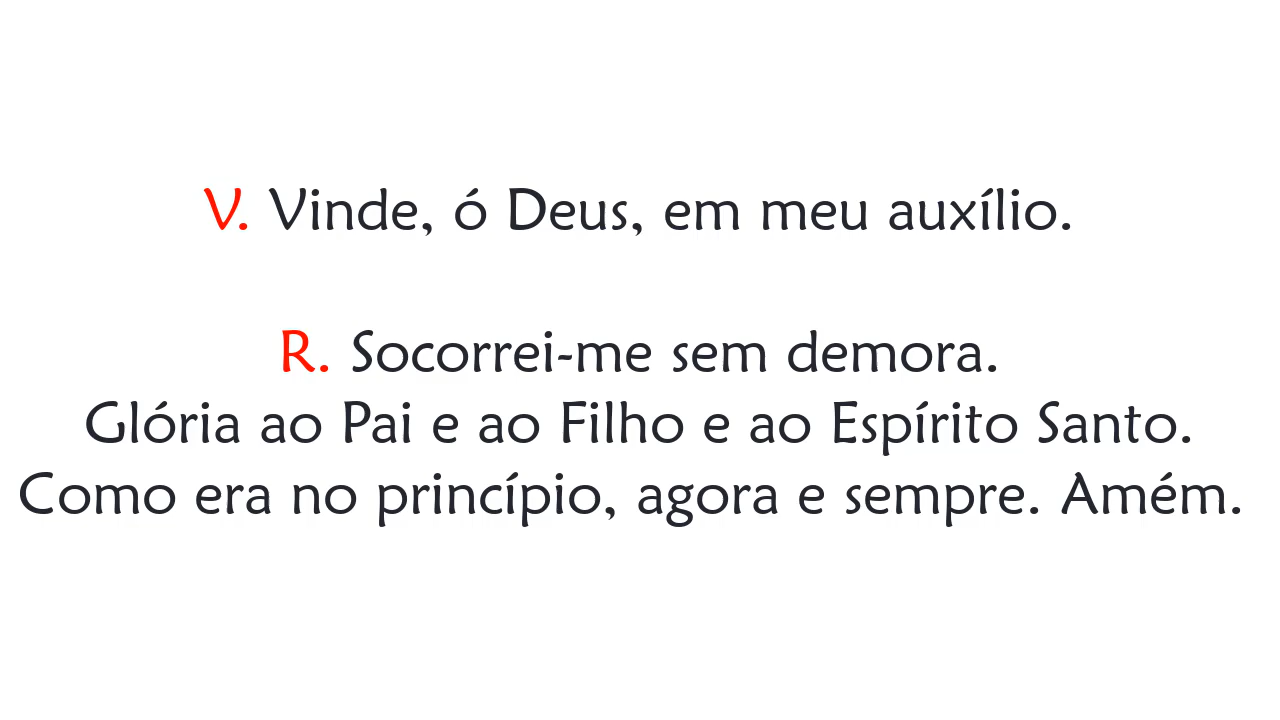 V. Vinde, ó Deus, em meu auxílio.
R. Socorrei-me sem demora.
Glória ao Pai e ao Filho e ao Espírito Santo.
Como era no princípio, agora e sempre. Amém.